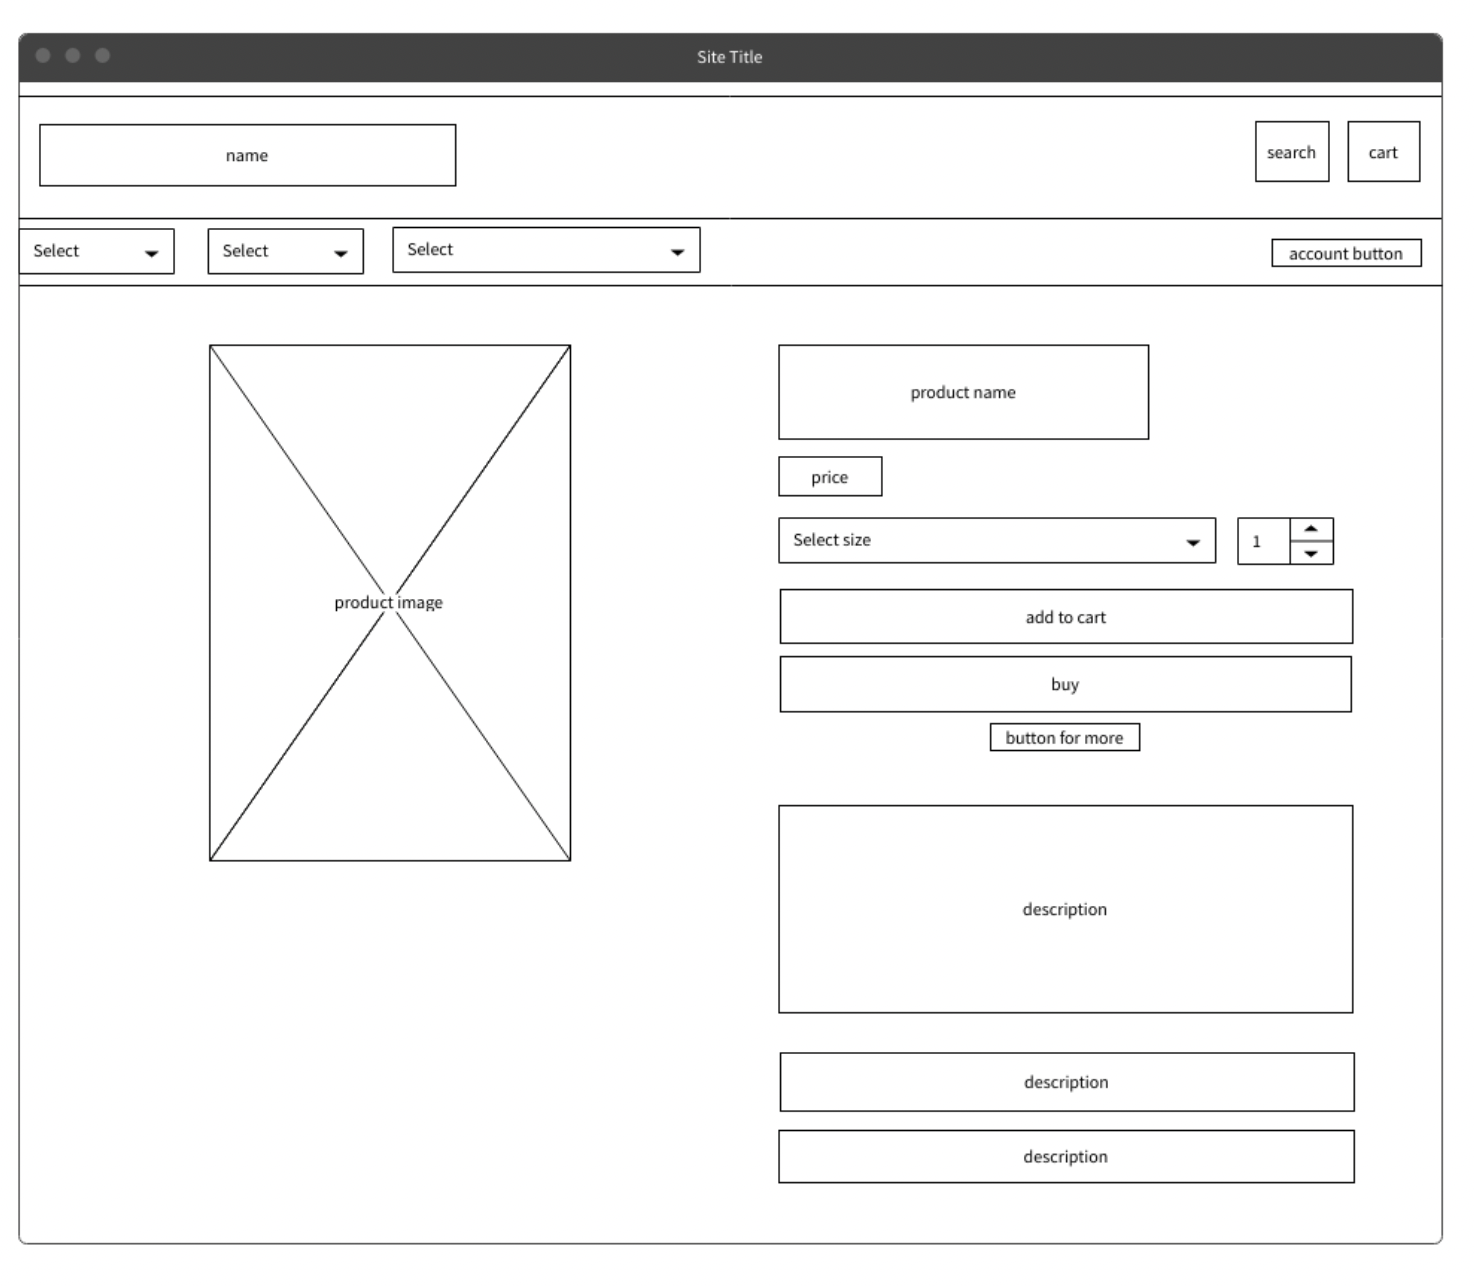 Site Title
name
search
cart
Select
Select
Select
account button
product name
price
Select size
1
product image
add to cart
buy
button for more
description
description
description